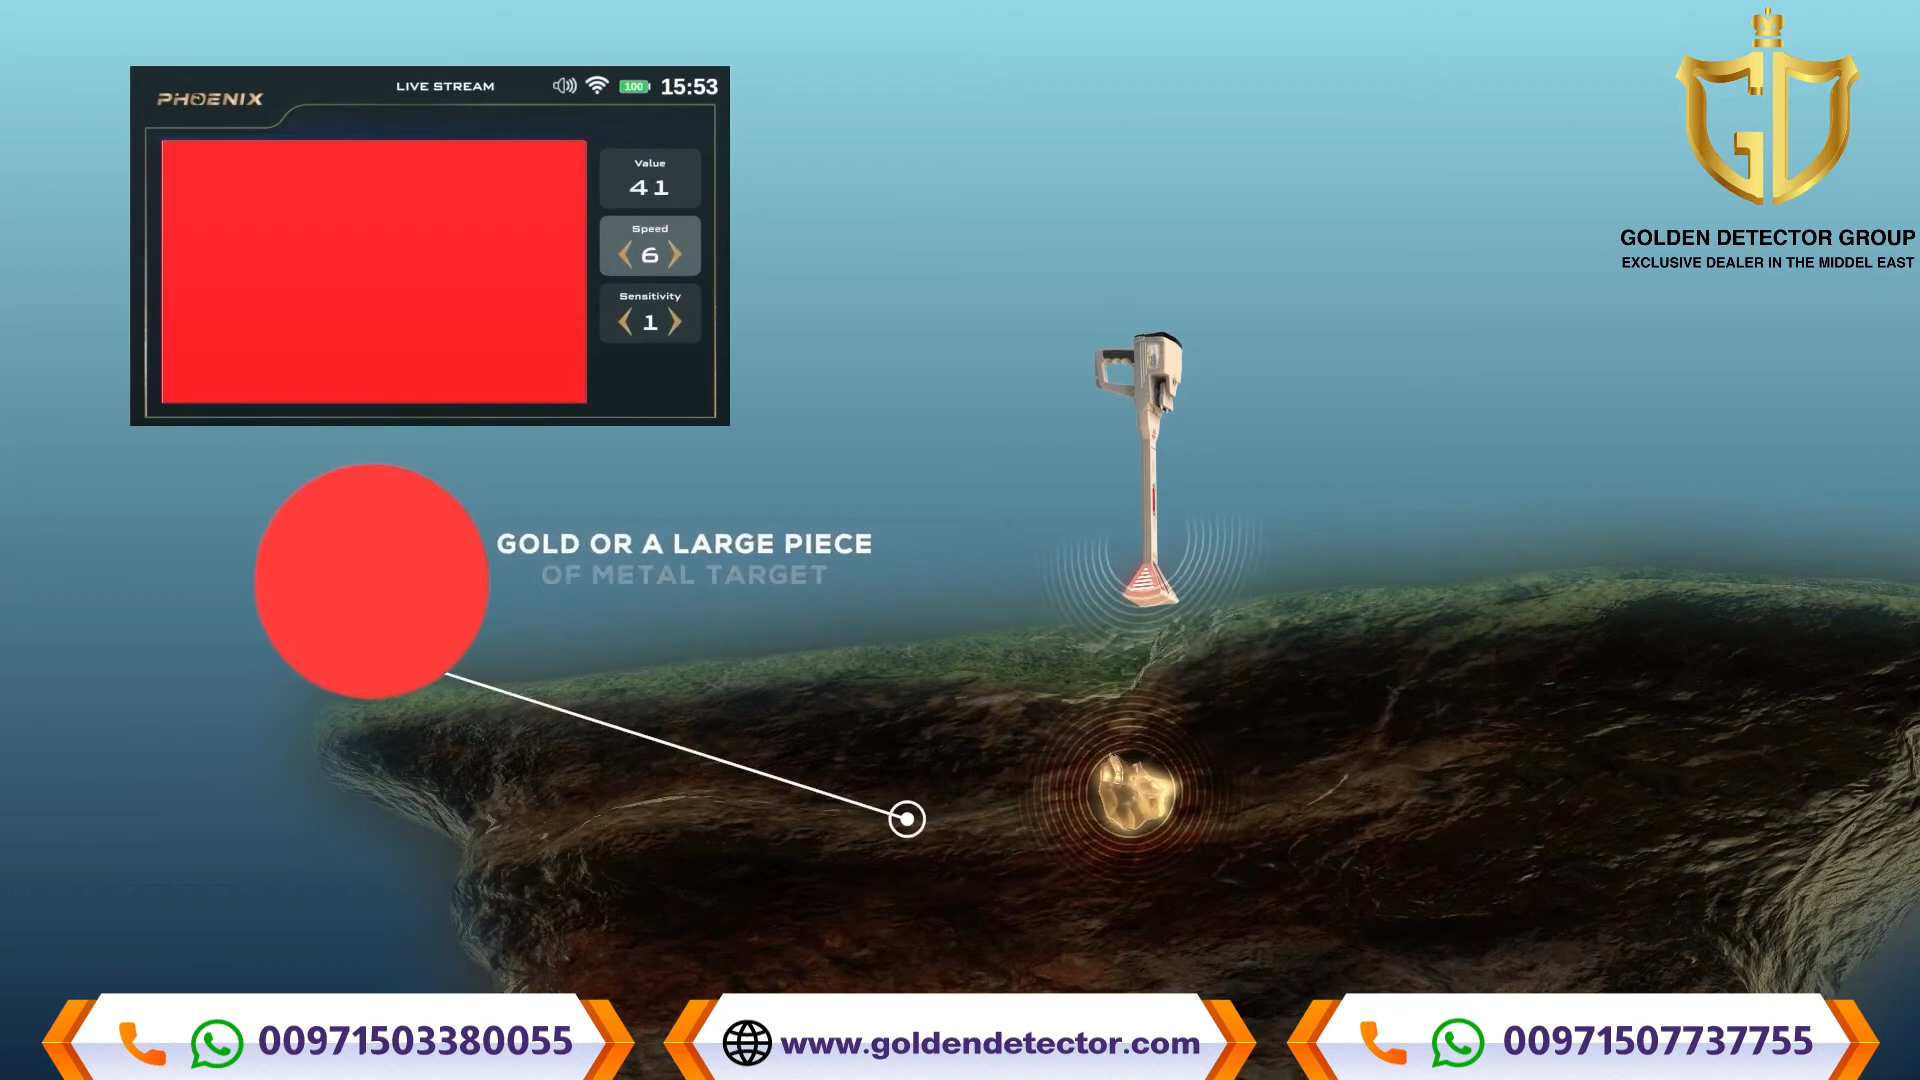 PHOENIX
LIVE STREAM
100
15:53
Value
41
Speed
6
Sensitivity
1
GOLDEN DETECTOR GROUP
EXCLUSIVE DEALER IN THE MIDDEL EAST
GOLD OR A LARGE PIECE
OF METAL TARGET
00971503380055
www.goldendetector.com
00971507737755